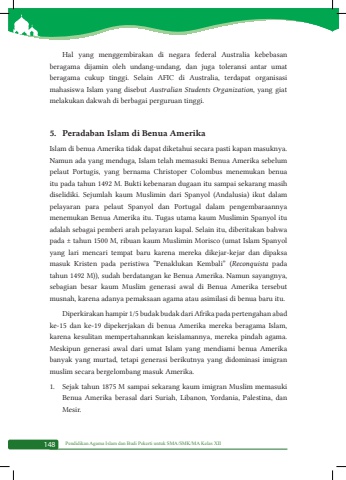 Hal yang menggembirakan di negara federal Australia kebebasan
beragama dijamin oleh undang-undang, dan juga toleransi antar umat
beragama cukup tinggi. Selain AFIC di Australia, terdapat organisasi
mahasiswa Islam yang disebut Australian Students Organization, yang giat
melakukan dakwah di berbagai perguruan tinggi.
5. Peradaban Islam di Benua Amerika
Islam di benua Amerika tidak dapat diketahui secara pasti kapan masuknya.
Namun ada yang menduga, Islam telah memasuki Benua Amerika sebelum
pelaut Portugis, yang bernama Christoper Colombus menemukan benua
itu pada tahun 1492 M. Bukti kebenaran dugaan itu sampai sekarang masih
diselidiki. Sejumlah kaum Muslimin dari Spanyol (Andalusia) ikut dalam
pelayaran para pelaut Spanyol dan Portugal dalam pengembaraannya
menemukan Benua Amerika itu. Tugas utama kaum Muslimin Spanyol itu
adalah sebagai pemberi arah pelayaran kapal. Selain itu, diberitakan bahwa
pada ± tahun 1500 M, ribuan kaum Muslimin Morisco (umat Islam Spanyol
yang lari mencari tempat baru karena mereka dikejar-kejar dan dipaksa
masuk Kristen pada peristiwa "Penaklukan Kembali" (Reconquista pada
tahun 1492 M)), sudah berdatangan ke Benua Amerika. Namun sayangnya,
sebagian besar kaum Muslim generasi awal di Benua Amerika tersebut
musnah, karena adanya pemaksaan agama atau asimilasi di benua baru itu.
Diperkirakan hampir 1/5 budak budak dari Afrika pada pertengahan abad
ke-15 dan ke-19 dipekerjakan di benua Amerika mereka beragama Islam,
karena kesulitan mempertahannkan keislamannya, mereka pindah agama.
Meskipun generasi awal dari umat Islam yang mendiami benua Amerika
banyak yang murtad, tetapi generasi berikutnya yang didominasi imigran
muslim secara bergelombang masuk Amerika.
1. Sejak tahun 1875 M sampai sekarang kaum imigran Muslim memasuki
Benua Amerika berasal dari Suriah, Libanon, Yordania, Palestina, dan
Mesir.
148 Pendidikan Agama Islam dan Budi Pekerti untuk SMA/SMK/MA Kelas XII